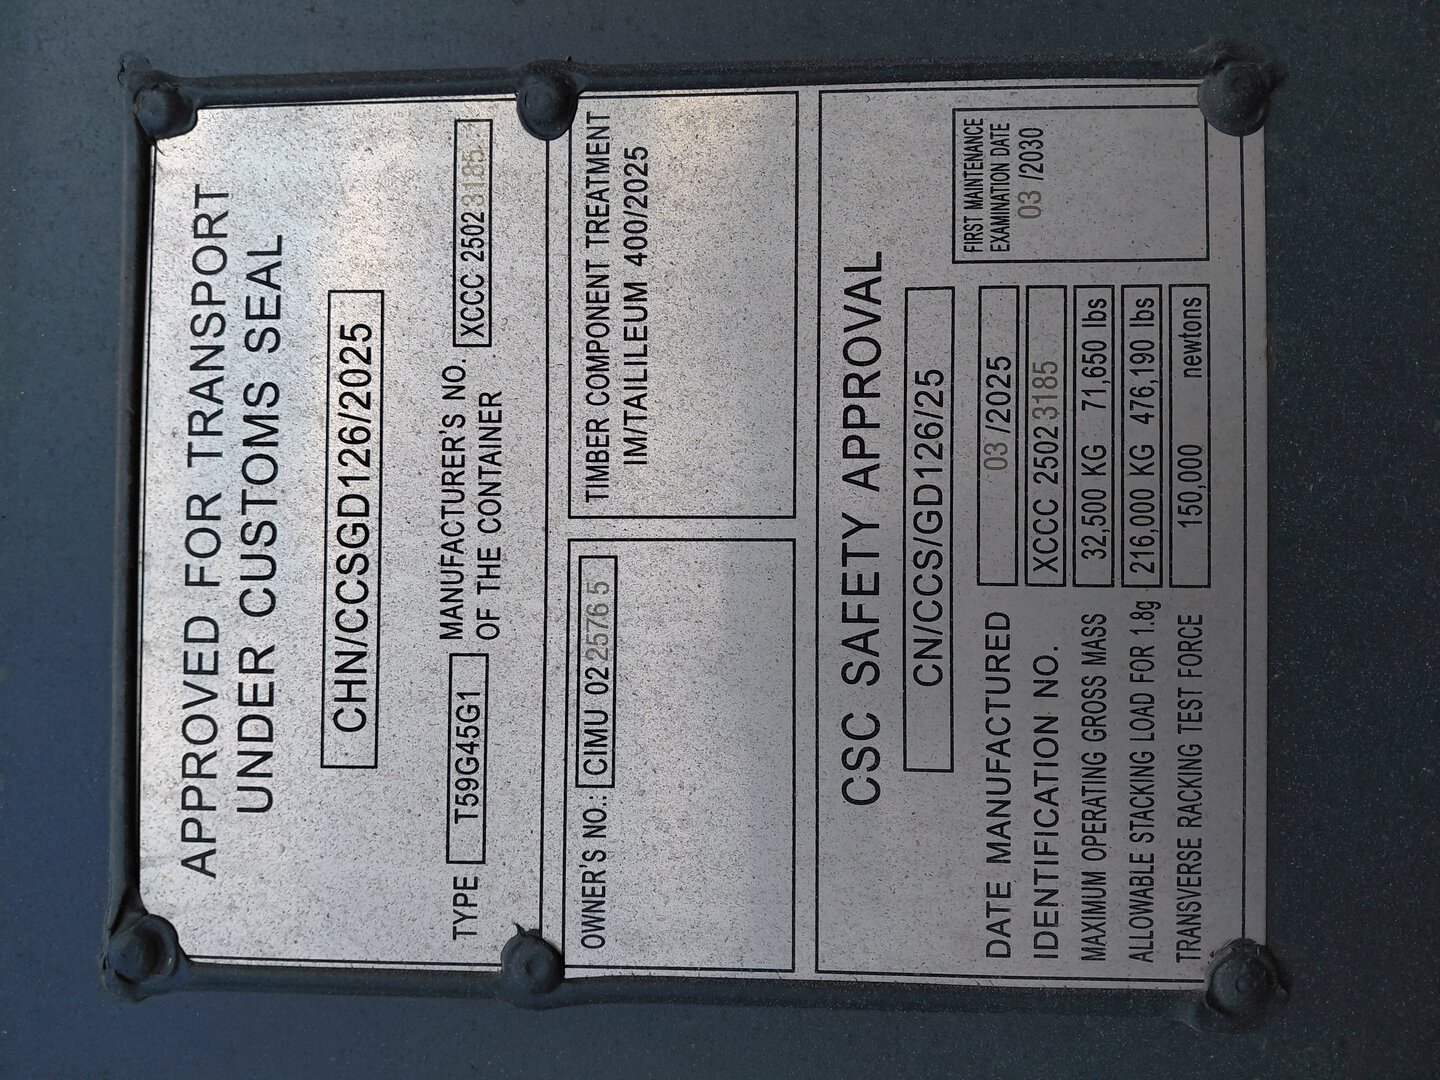 APPROVED FOR TRANSPORT
UNDER CUSTOMS SEAL
CHN/CCSGD126/2025
TYPE T59G45G1 MANUFACTURER'S NO. XCCC 2502 3185
OF THE CONTAINER
OWNER'S NO.: CIMU 02 2576 5
TIMBER COMPONENT TREATMENT
IM/TAILILEUM 400/2025
CSC SAFETY APPROVAL
CN/CCS/GD126/25
DATE MANUFACTURED 03 /2025
IDENTIFICATION NO. XCCC 2502 3185
MAXIMUM OPERATING GROSS MASS 32,500 KG 71,650 lbs
ALLOWABLE STACKING LOAD FOR 1.8g 216,000 KG 476,190 lbs
TRANSVERSE RACKING TEST FORCE 150,000 newtons
FIRST MAINTENANCE
EXAMINATION DATE
03 /2030